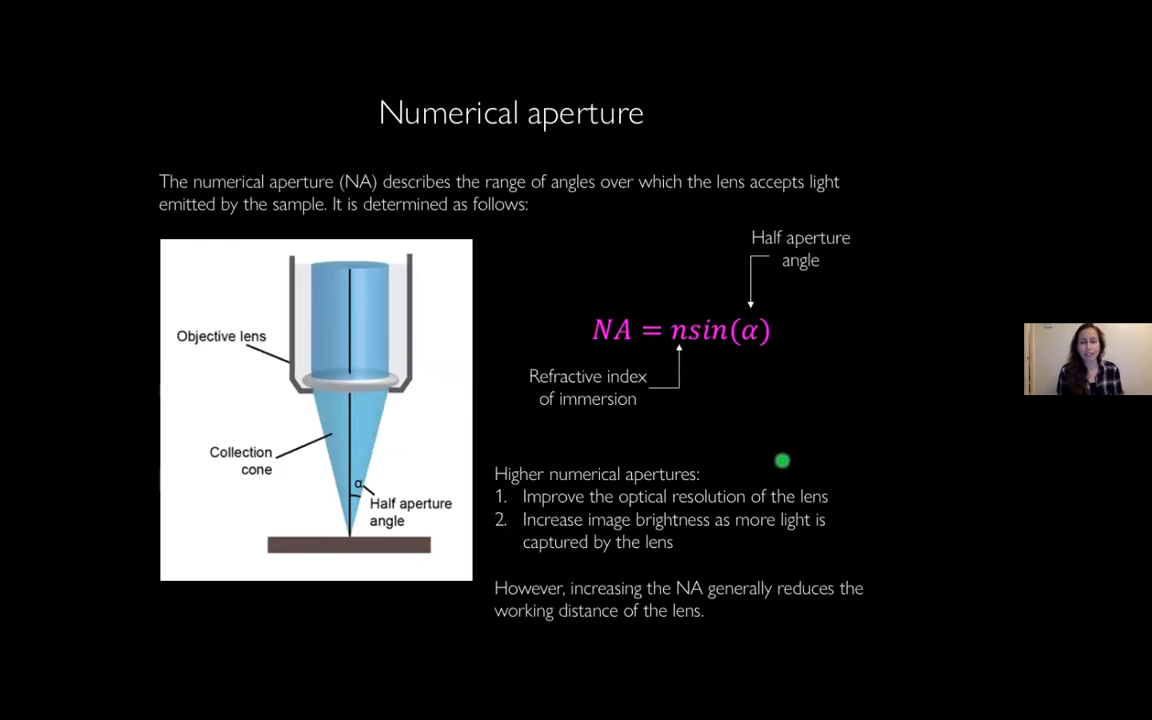 Numerical aperture
The numerical aperture (NA) describes the range of angles over which the lens accepts light
emitted by the sample. It is determined as follows:
Half aperture
angle
Objective lens
NA = nsin(α)
Refractive index
of immersion
Collection
cone
α
Half aperture
angle
Higher numerical apertures:
1. Improve the optical resolution of the lens
2. Increase image brightness as more light is
captured by the lens
However, increasing the NA generally reduces the
working distance of the lens.